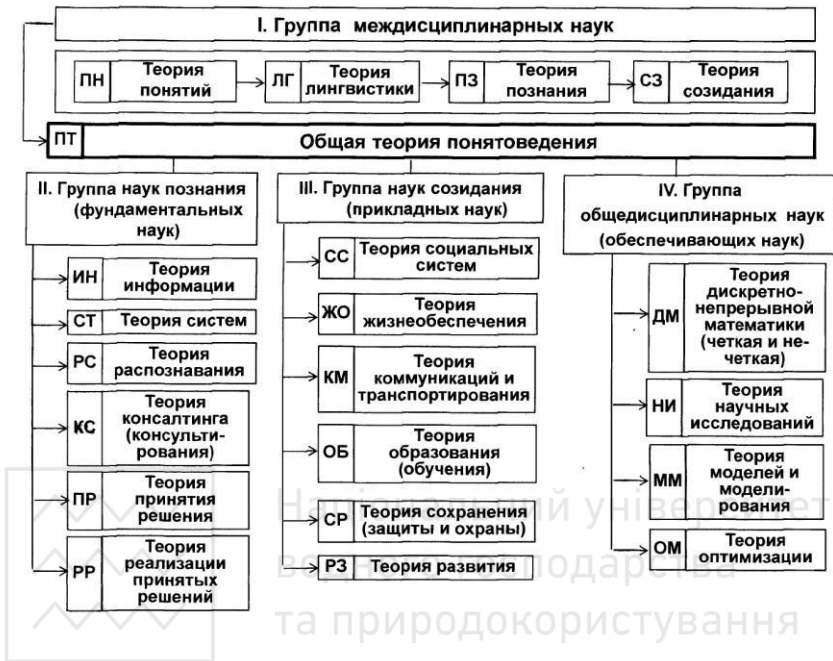 I. Группа междисциплинарных наук
ПН
Теория
понятий
ЛГ
Теория
лингвистики
ПЗ
Теория
познания
СЗ
Теория
созидания
ПТ
Общая теория понятоведения
II. Группа наук познания
(фундаментальных
наук)
ИН
Теория
информации
СТ
Теория систем
РС
Теория
распознавания
КС
Теория
консалтинга
(консульти-
рования)
ПР
Теория
принятия
решения
РР
Теория
реализации
принятых
решений
III. Группа наук созидания
(прикладных наук)
СС
Теория социальных
систем
ЖО
Теория
жизнеобеспечения
КМ
Теория
коммуникаций и
транспортирования
ОБ
Теория
образования
(обучения)
СР
Теория сохранения
(защиты и охраны)
РЗ
Теория развития
IV. Группа
общедисциплинарных наук
(обеспечивающих наук)
ДМ
Теория
дискретно-
непрерывной
математики
(четкая и не-
четкая)
НИ
Теория
научных
исследований
ММ
Теория
моделей и
модели-
рования
ОМ
Теория
оптимизации
Національний університет
водного господарства
та природокористування